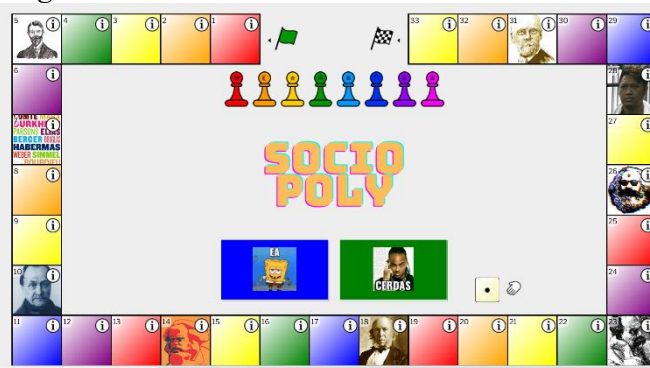 5 i 4 i 3 i 2 i 1 i
33 i 32 i 31 i 30 i 29 i
6 i
28 i
COMTE
DURKHEIM
PARSONS ELIAS
BERGER
HABERMAS
WEBER SIMMEL
BOURDIEU
i
27 i
SOCIO
POLY
8 i
26 i
9 i
25 i
EA
CERDAS
10 i
24 i
11 i 12 i 13 i 14 i 15 i 16 i 17 i 18 i 19 i 20 i 21 i 22 i 23 i